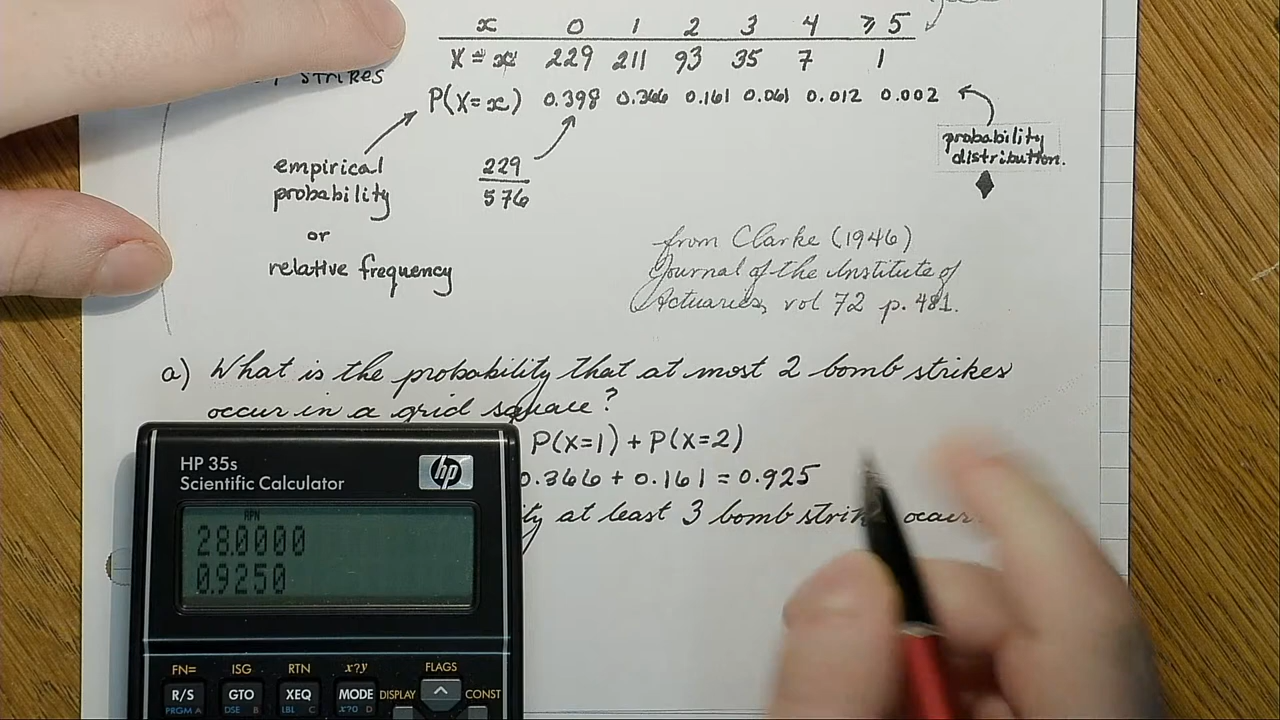 x 0 1 2 3 4 ⩾ 5
X = x 229 211 93 35 7 1
strikes
P(X=x) 0.398 0.366 0.161 0.061 0.012 0.002
probability
distribution.
empirical
probability
or
relative frequency
229
576
from Clarke (1946)
Journal of the Institute of
Actuaries, vol 72 p. 481.
a) What is the probability that at most 2 bomb strikes
occur in a grid square?
P(X=1) + P(X=2)
0.366 + 0.161 = 0.925
at least 3 bomb occur
HP 35s
Scientific Calculator
hp
RPN
28.0000
0.9250
FN= ISG RTN x?y FLAGS
R/S GTO XEQ MODE DISPLAY CONST
PRGM A DSE B LBL C x?0 D